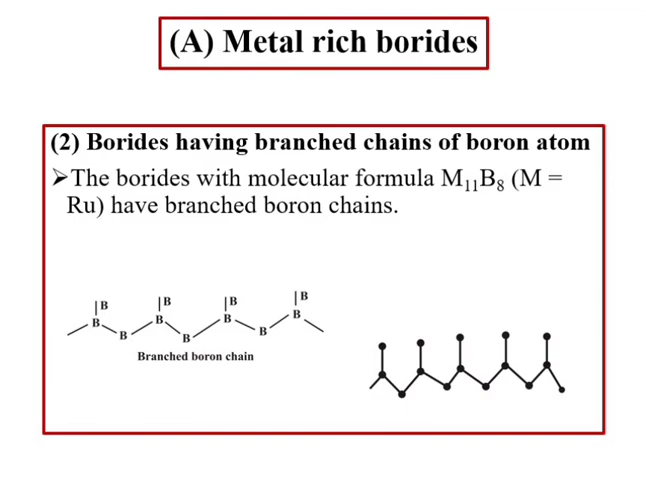 (A) Metal rich borides
(2) Borides having branched chains of boron atom
➢The borides with molecular formula M₁₁B₈ (M =
Ru) have branched boron chains.
B B B B
B B B B
B B B
Branched boron chain